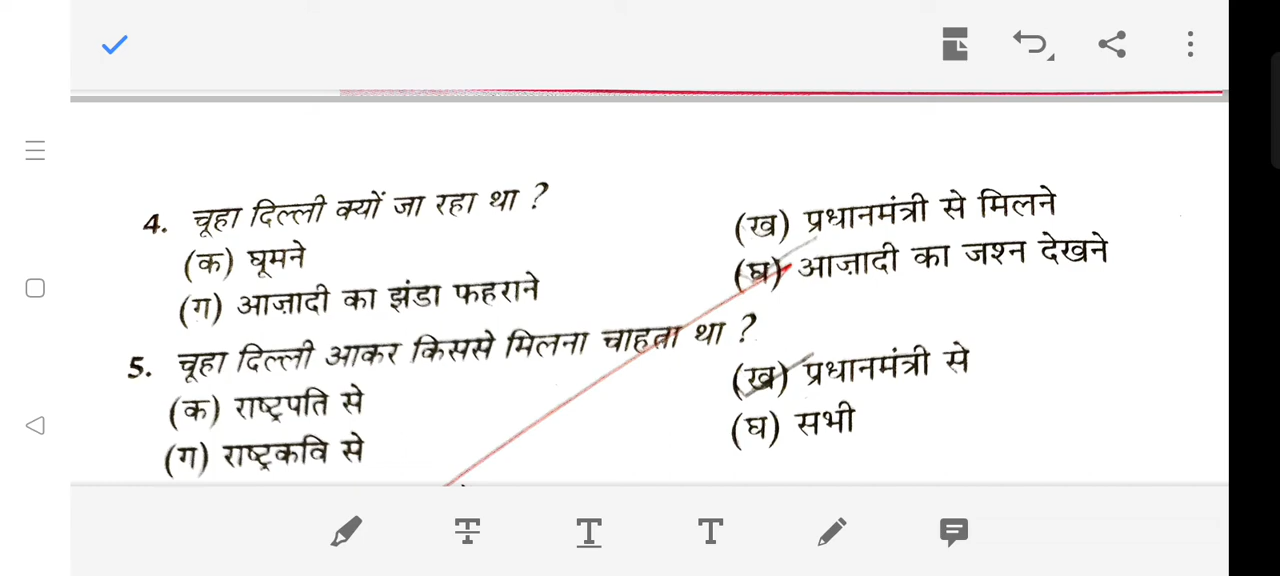 4. चूहा दिल्ली क्यों जा रहा था ?
(क) घूमने (ख) प्रधानमंत्री से मिलने
(ग) आज़ादी का झंडा फहराने (घ) आज़ादी का जश्न देखने
5. चूहा दिल्ली आकर किससे मिलना चाहता था ?
(क) राष्ट्रपति से (ख) प्रधानमंत्री से
(ग) राष्ट्रकवि से (घ) सभी
T T T